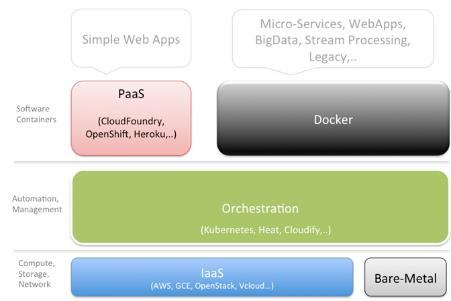 Simple Web Apps
Micro-Services, WebApps,
BigData, Stream Processing,
Legacy,..
Software
Containers
PaaS
(CloudFoundry,
OpenShift, Heroku,..)
Docker
Automation,
Management
Orchestration
(Kubernetes, Heat, Cloudify,..)
Compute,
Storage,
Network
IaaS
(AWS, GCE, OpenStack, Vcloud...)
Bare-Metal